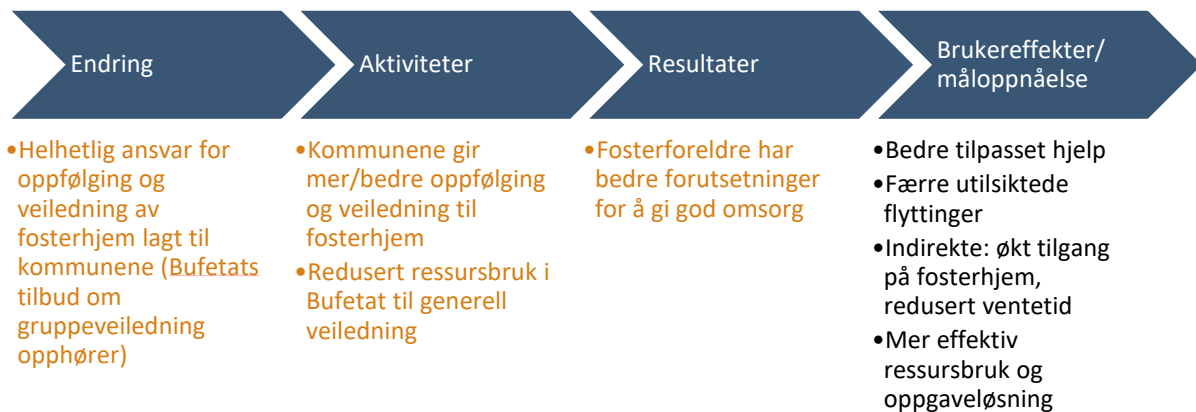 Endring
Aktiviteter
Resultater
Brukereffekter/
måloppnåelse
•Helhetlig ansvar for
oppfølging og
veiledning av
fosterhjem lagt til
kommunene (Bufetats
tilbud om
gruppeveiledning
opphører)
•Kommunene gir
mer/bedre oppfølging
og veiledning til
fosterhjem
•Redusert ressursbruk i
Bufetat til generell
veiledning
•Fosterforeldre har
bedre forutsetninger
for å gi god omsorg
•Bedre tilpasset hjelp
•Færre utilsiktede
flyttinger
•Indirekte: økt tilgang
på fosterhjem,
redusert ventetid
•Mer effektiv
ressursbruk og
oppgaveløsning